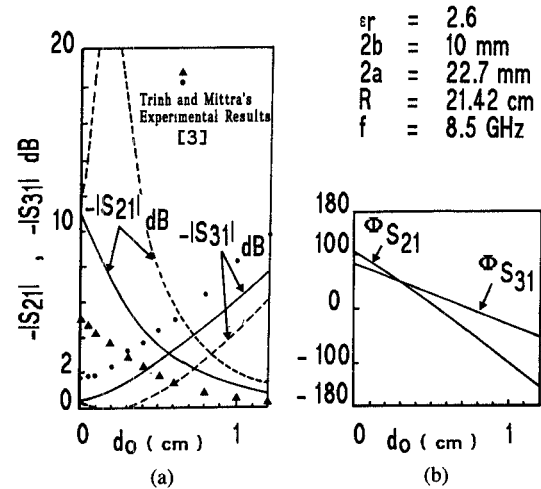 εr = 2.6
2b = 10 mm
2a = 22.7 mm
R = 21.42 cm
f = 8.5 GHz
20
10
2
0
-|S21| , -|S31| dB
Trinh and Mittra's
Experimental Results
[3]
-|S21| dB
-|S31| dB
0 1
do ( cm )
(a)
180
100
0
-100
-180
Φ S21
Φ S31
0 1
do ( cm )
(b)